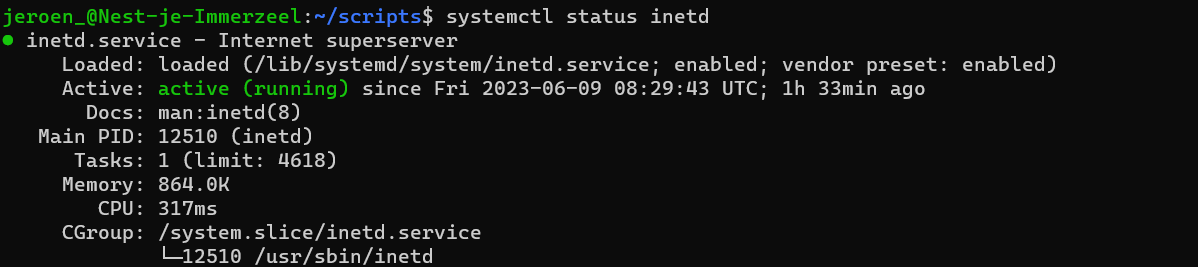 jeroen_@Nest-je-Immerzeel:~/scripts$ systemctl status inetd
● inetd.service - Internet superserver
     Loaded: loaded (/lib/systemd/system/inetd.service; enabled; vendor preset: enabled)
     Active: active (running) since Fri 2023-06-09 08:29:43 UTC; 1h 33min ago
       Docs: man:inetd(8)
   Main PID: 12510 (inetd)
      Tasks: 1 (limit: 4618)
     Memory: 864.0K
        CPU: 317ms
     CGroup: /system.slice/inetd.service
             └─12510 /usr/sbin/inetd